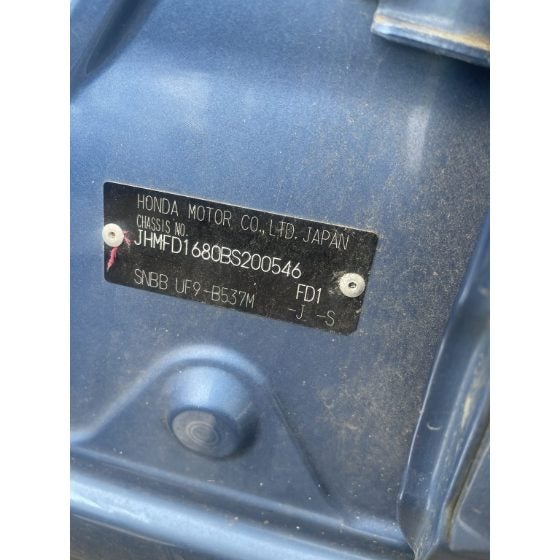 HONDA MOTOR CO.,LTD. JAPAN
CHASSIS NO.
JHMFD1680BS200546
SNBB UF9-B537M FD1
-J -S